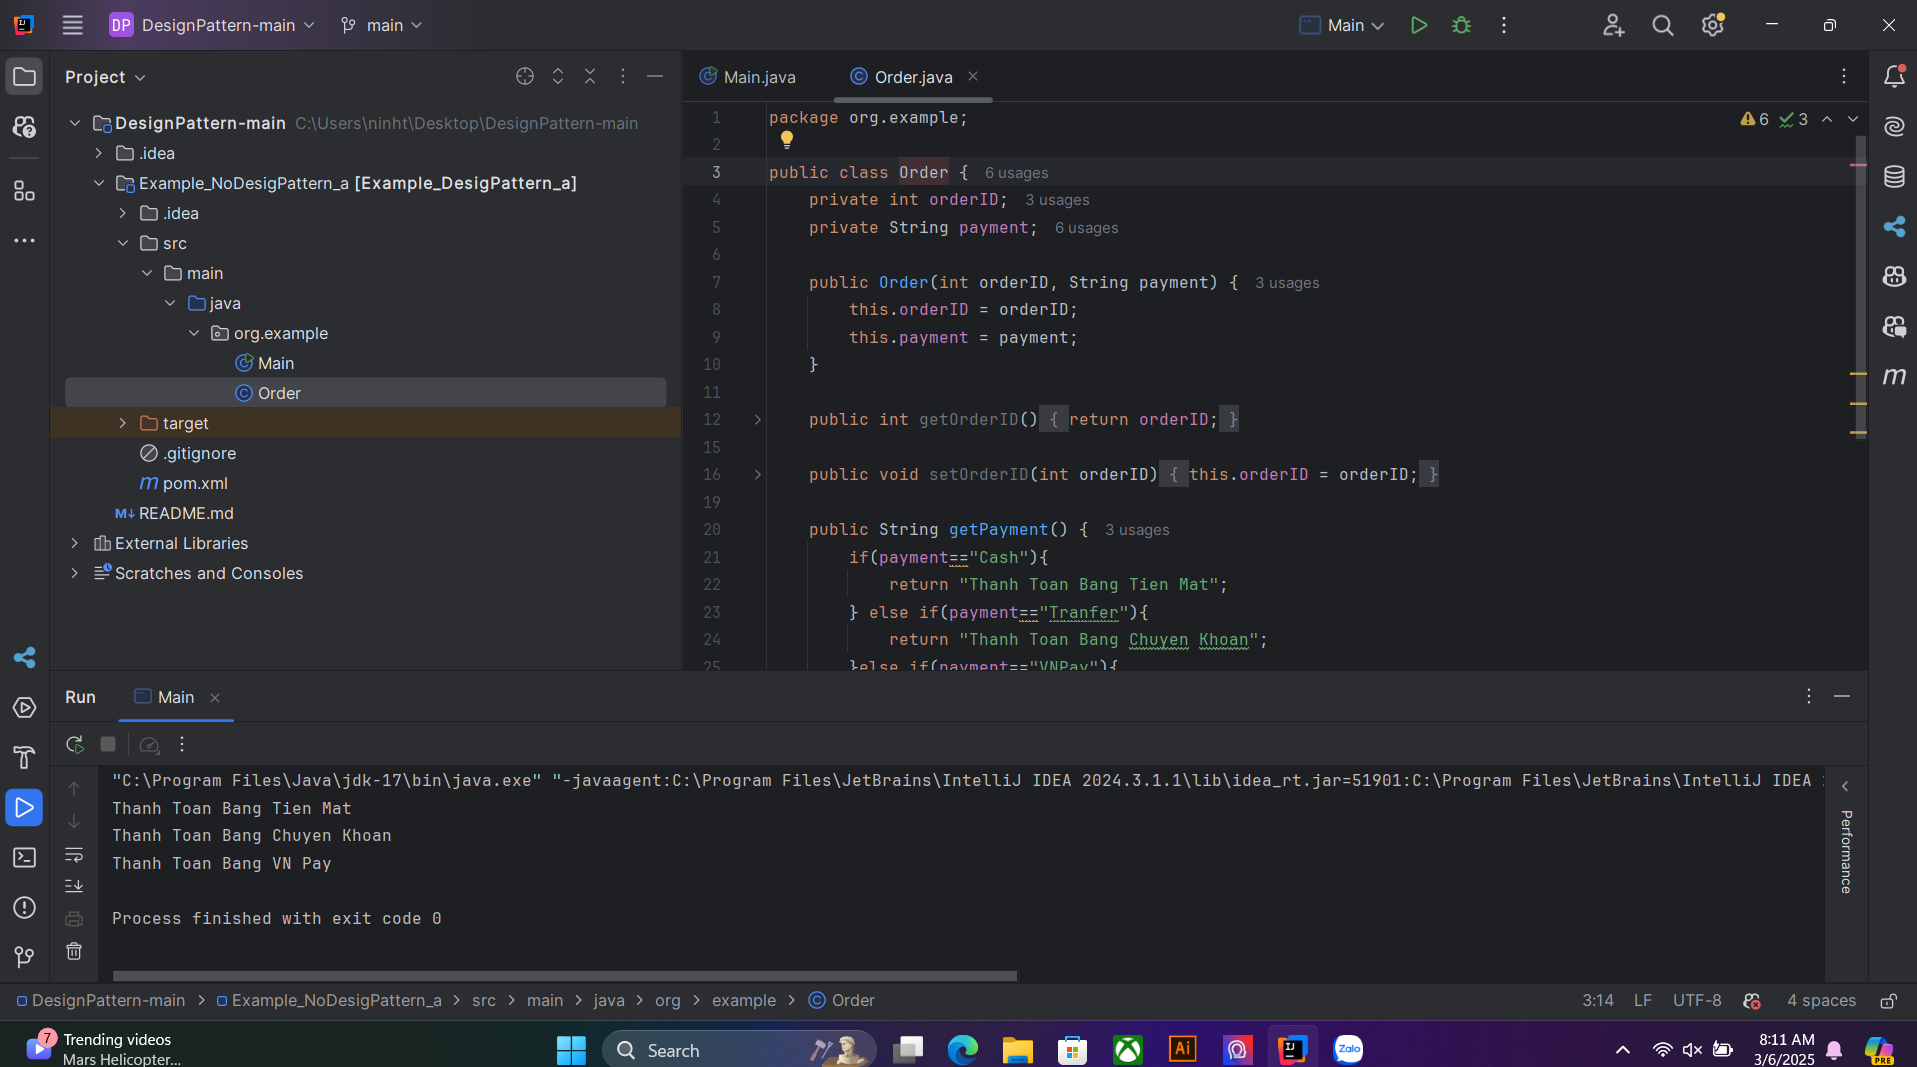 DP DesignPattern-main main Main
Project
DesignPattern-main C:\Users\ninht\Desktop\DesignPattern-main
.idea
Example_NoDesigPattern_a [Example_DesigPattern_a]
.idea
src
main
java
org.example
Main
Order
target
.gitignore
pom.xml
README.md
External Libraries
Scratches and Consoles
Main.java Order.java
6 3
1 package org.example;
2
3 public class Order { 6 usages
4 private int orderID; 3 usages
5 private String payment; 6 usages
6
7 public Order(int orderID, String payment) { 3 usages
8 this.orderID = orderID;
9 this.payment = payment;
10 }
11
12 public int getOrderID() { return orderID; }
15
16 public void setOrderID(int orderID) { this.orderID = orderID; }
19
20 public String getPayment() { 3 usages
21 if(payment=="Cash"){
22 return "Thanh Toan Bang Tien Mat";
23 } else if(payment=="Tranfer"){
24 return "Thanh Toan Bang Chuyen Khoan";
25 }else if(payment=="VNPay"){
Run Main
"C:\Program Files\Java\jdk-17\bin\java.exe" "-javaagent:C:\Program Files\JetBrains\IntelliJ IDEA 2024.3.1.1\lib\idea_rt.jar=51901:C:\Program Files\JetBrains\IntelliJ IDEA
Thanh Toan Bang Tien Mat
Thanh Toan Bang Chuyen Khoan
Thanh Toan Bang VN Pay
Process finished with exit code 0
Performance
DesignPattern-main > Example_NoDesigPattern_a > src > main > java > org > example > Order
3:14 LF UTF-8 4 spaces
7 Trending videos
Mars Helicopter...
Search
Ai
Zalo
8:11 AM
3/6/2025
PRE